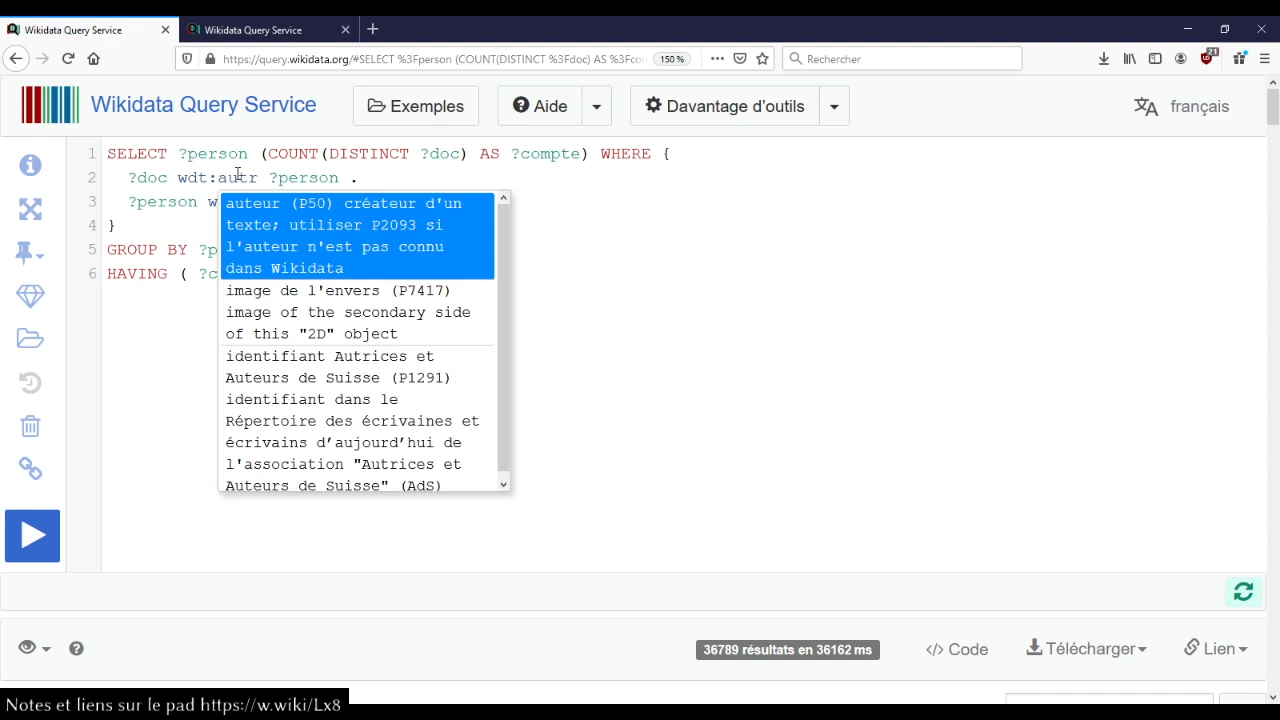 Wikidata Query Service
Wikidata Query Service
https://query.wikidata.org/#SELECT %3Fperson (COUNT(DISTINCT %3Fdoc) AS %3Fcor
150 %
Rechercher
21
Wikidata Query Service
Exemples
Aide
Davantage d'outils
français
1 SELECT ?person (COUNT(DISTINCT ?doc) AS ?compte) WHERE {
2 ?doc wdt:autr ?person .
3 ?person w
4 }
5 GROUP BY ?p
6 HAVING ( ?c
auteur (P50) créateur d'un
texte; utiliser P2093 si
l'auteur n'est pas connu
dans Wikidata
image de l'envers (P7417)
image of the secondary side
of this "2D" object
identifiant Autrices et
Auteurs de Suisse (P1291)
identifiant dans le
Répertoire des écrivaines et
écrivains d’aujourd’hui de
l'association "Autrices et
Auteurs de Suisse" (AdS)
36789 résultats en 36162 ms
</> Code
Télécharger
Lien
Notes et liens sur le pad https://w.wiki/Lx8